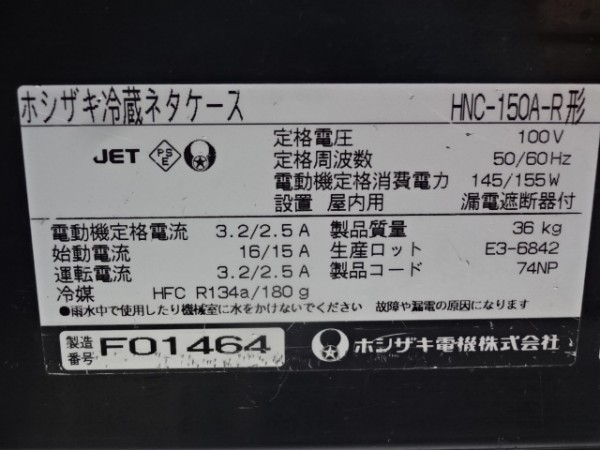 ホシザキ冷蔵ネタケース HNC-150A-R形
JET PSE
定格電圧 100V
定格周波数 50/60Hz
電動機定格消費電力 145/155W
設置 屋内用 漏電遮断器付
電動機定格電流 3.2/2.5 A 製品質量 36 kg
始動電流 16/15 A 生産ロット E3-6842
運転電流 3.2/2.5 A 製品コード 74NP
冷媒 HFC R134a/180 g
●雨水中で使用したり機械室に水をかけないでください 故障や漏電の原因になります
製造番号 F01464 ホシザキ電機株式会社